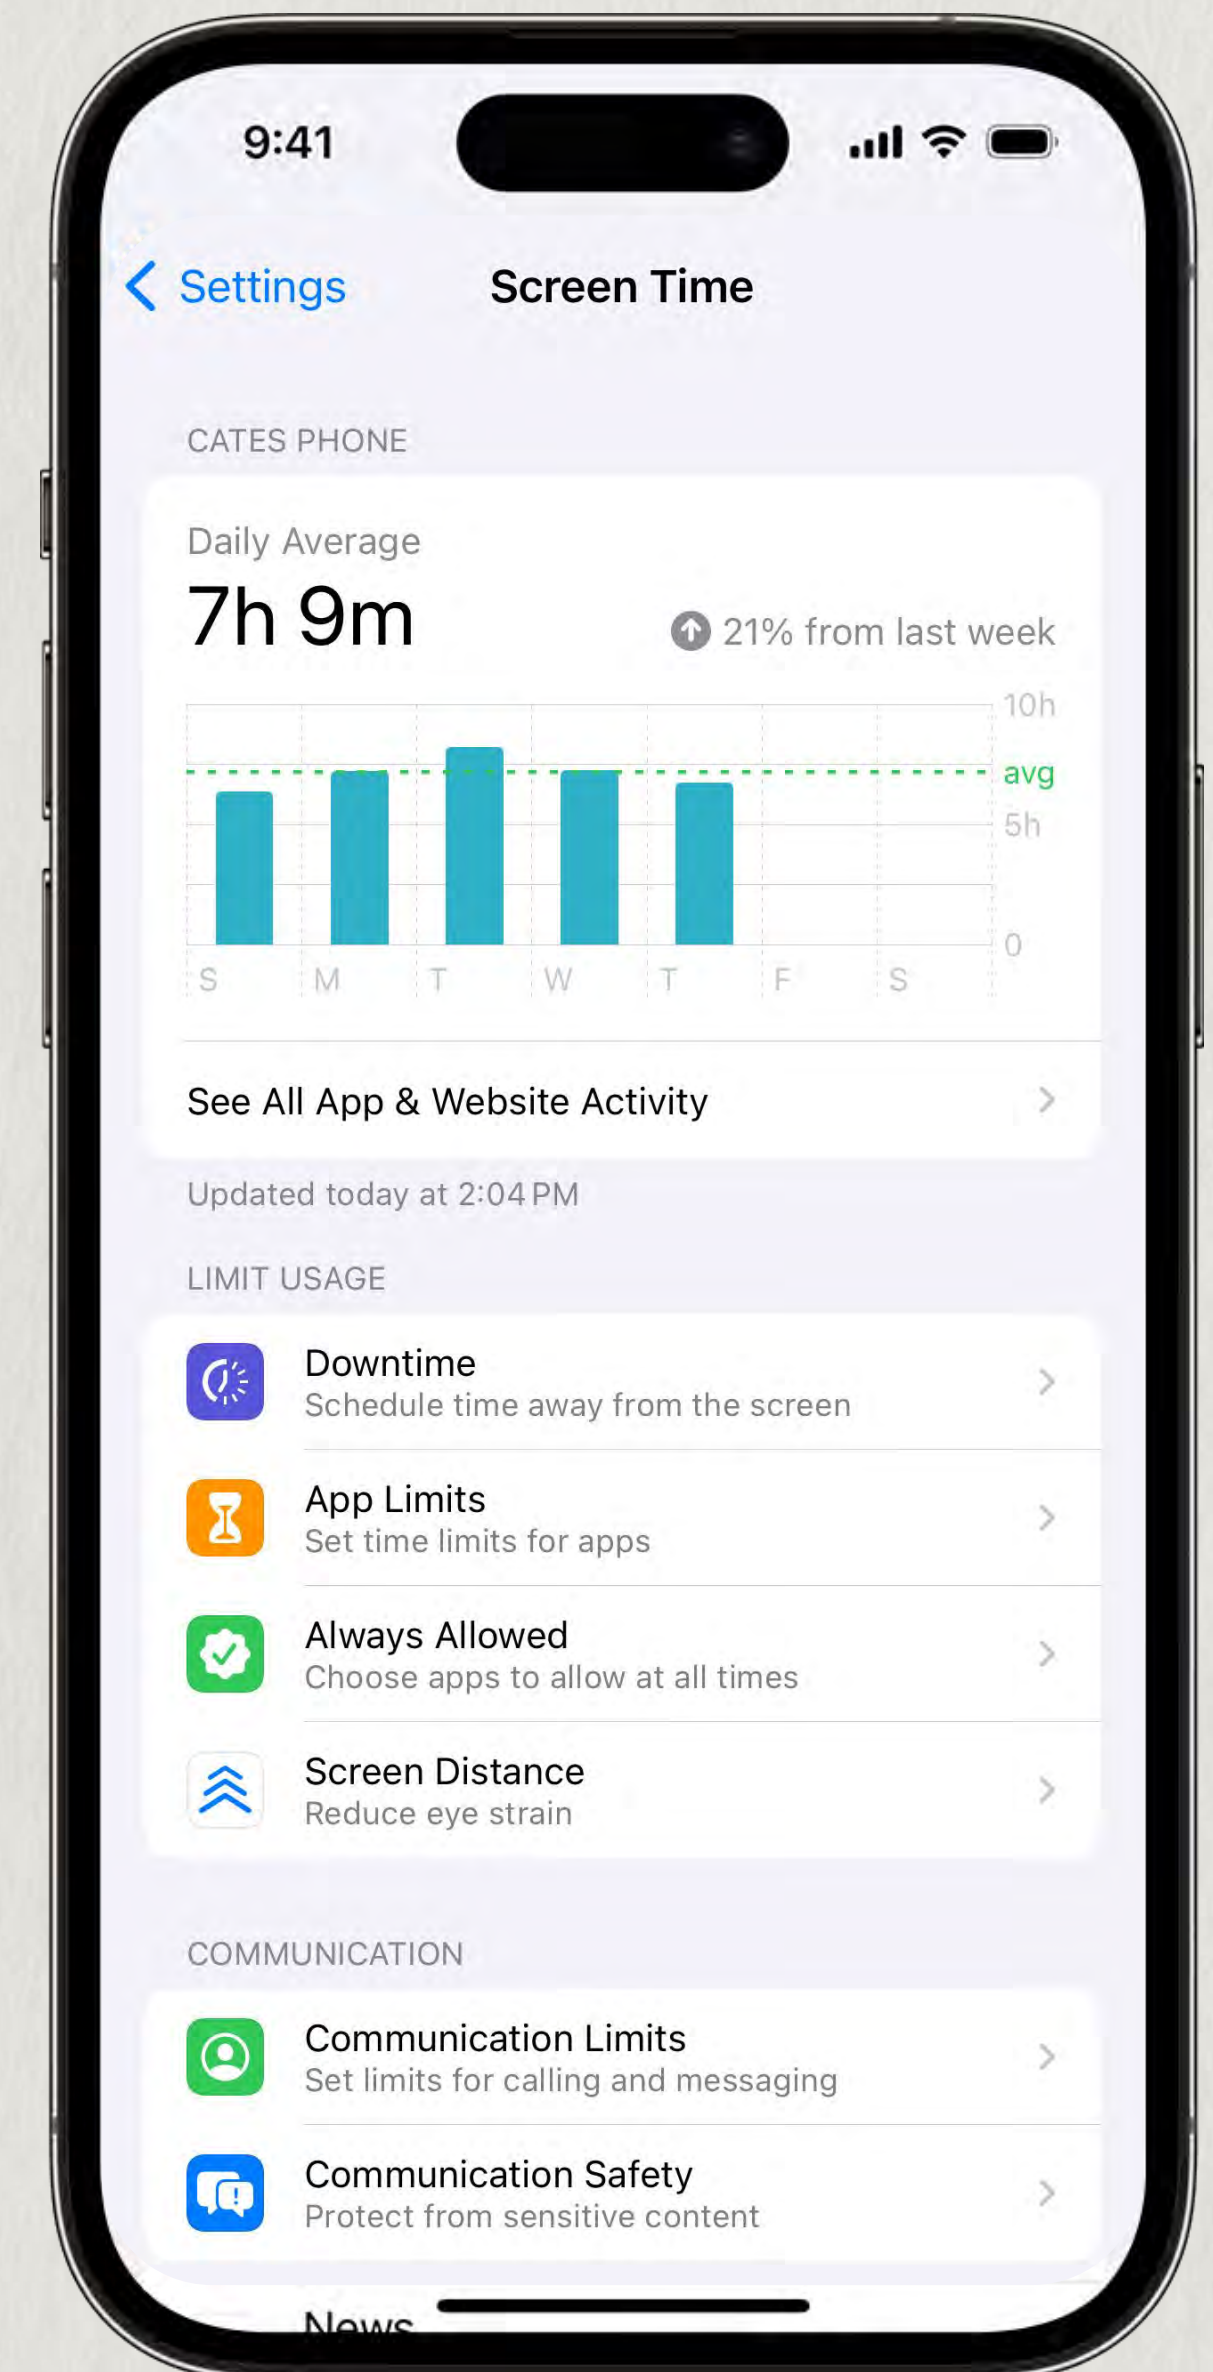 9:41
Settings
Screen Time
CATES PHONE
Daily Average
7h 9m
21% from last week
10h
avg
5h
0
S M T W T F S
See All App & Website Activity
Updated today at 2:04 PM
LIMIT USAGE
Downtime
Schedule time away from the screen
App Limits
Set time limits for apps
Always Allowed
Choose apps to allow at all times
Screen Distance
Reduce eye strain
COMMUNICATION
Communication Limits
Set limits for calling and messaging
Communication Safety
Protect from sensitive content
News